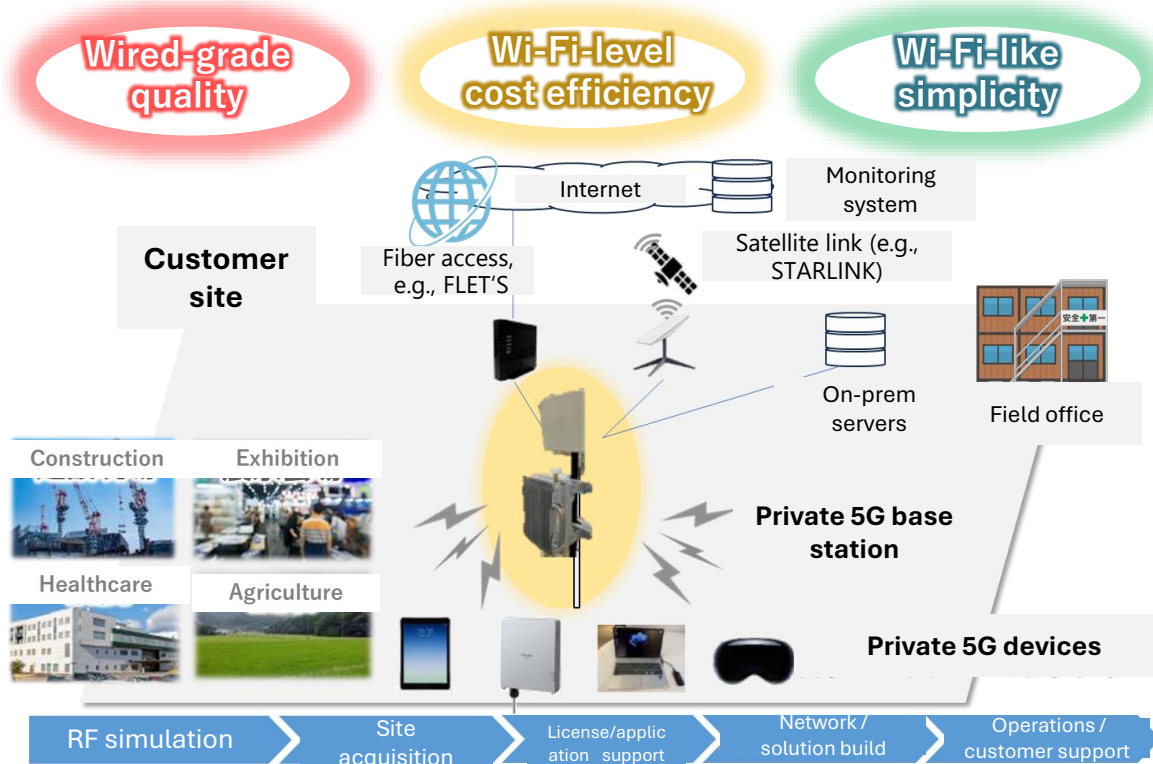 Wired-grade
quality
Wi-Fi-level
cost efficiency
Wi-Fi-like
simplicity
Internet
Monitoring
system
Customer
site
Fiber access,
e.g., FLET'S
Satellite link (e.g.,
STARLINK)
安全✚第一
On-prem
servers
Field office
Construction
Exhibition
Private 5G base
station
Healthcare
Agriculture
Private 5G devices
RF simulation
Site
acquisition
License/applic
ation support
Network /
solution build
Operations /
customer support